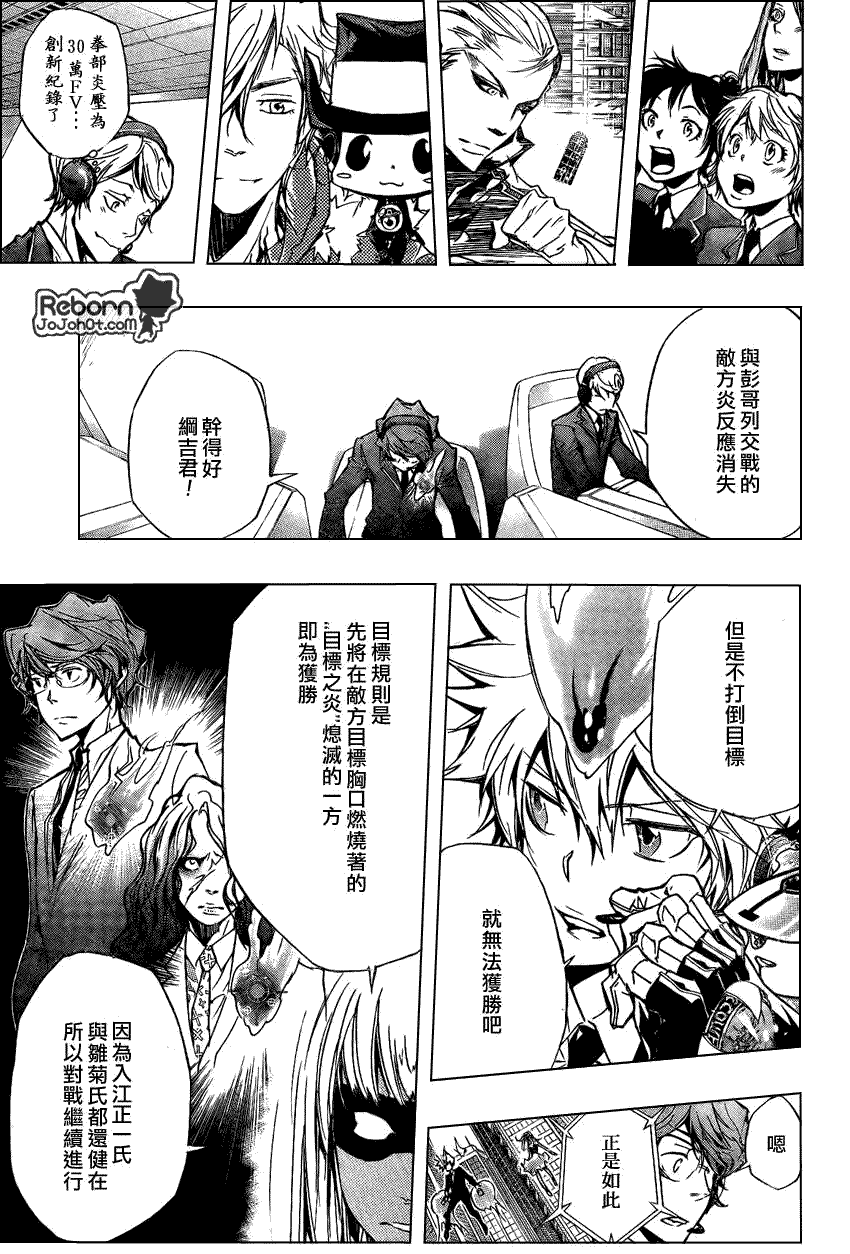 拳部炎壓為
30萬FV…
創新紀錄了
Reborn
JoJoHot.com
與彭哥列交戰的
敵方炎反應消失
幹得好
綱吉君!
但是不打倒目標
就無法獲勝吧
嗯
正是如此
目標規則是
先將在敵方目標胸口燃燒著的
"目標之炎"熄滅的一方
即為獲勝
因為入江正一氏
與雛菊氏都還健在
所以對戰繼續進行